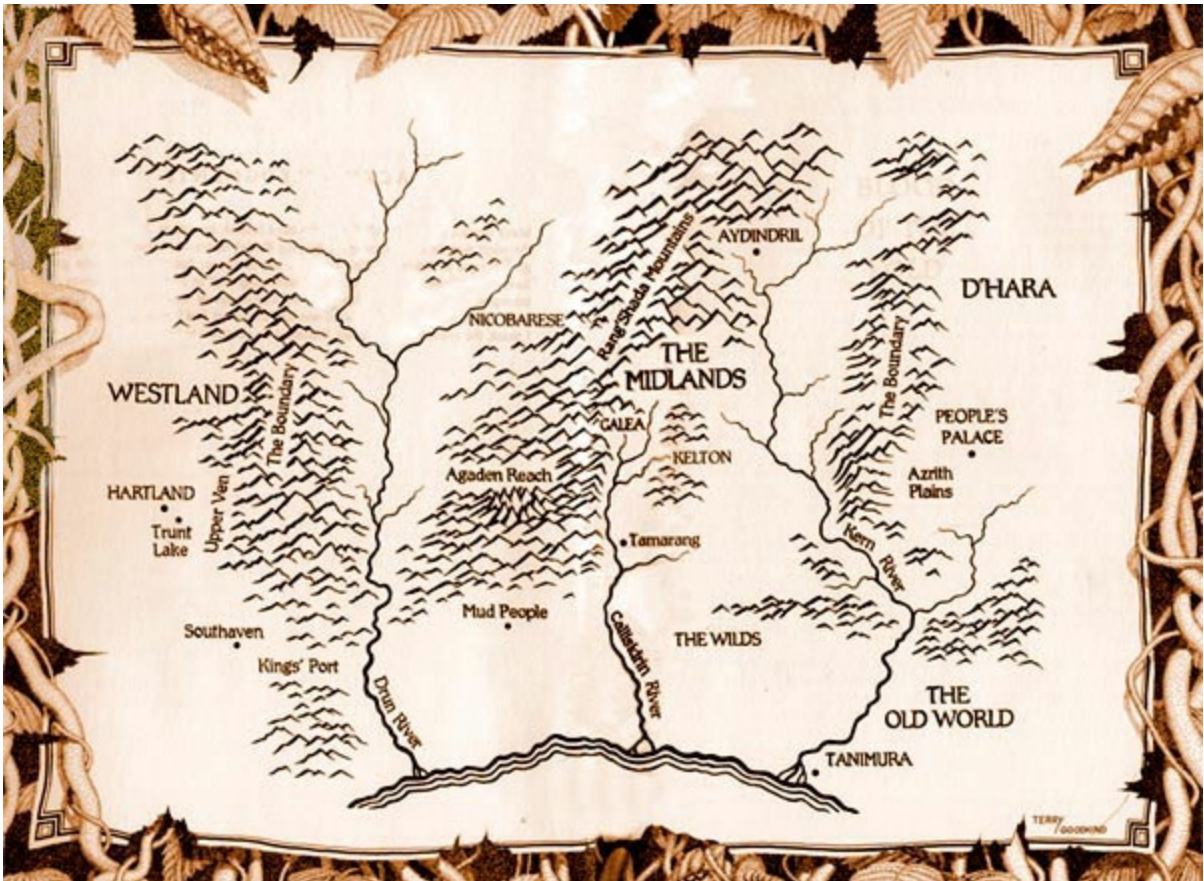 AYDINDRIL
Rang'Shada Mountains
D'HARA
NICOBARESE
THE
MIDLANDS
WESTLAND
The Boundary
The Boundary
GALEA
PEOPLE'S
PALACE
KELTON
Agaden Reach
Azrith
Plains
HARTLAND
Upper Ven
Trunt
Lake
Tamarang
Kern River
Mud People
Southaven
THE WILDS
Callisidrin River
Kings' Port
Drun River
THE
OLD WORLD
TANIMURA
TERRY
GOODKIND